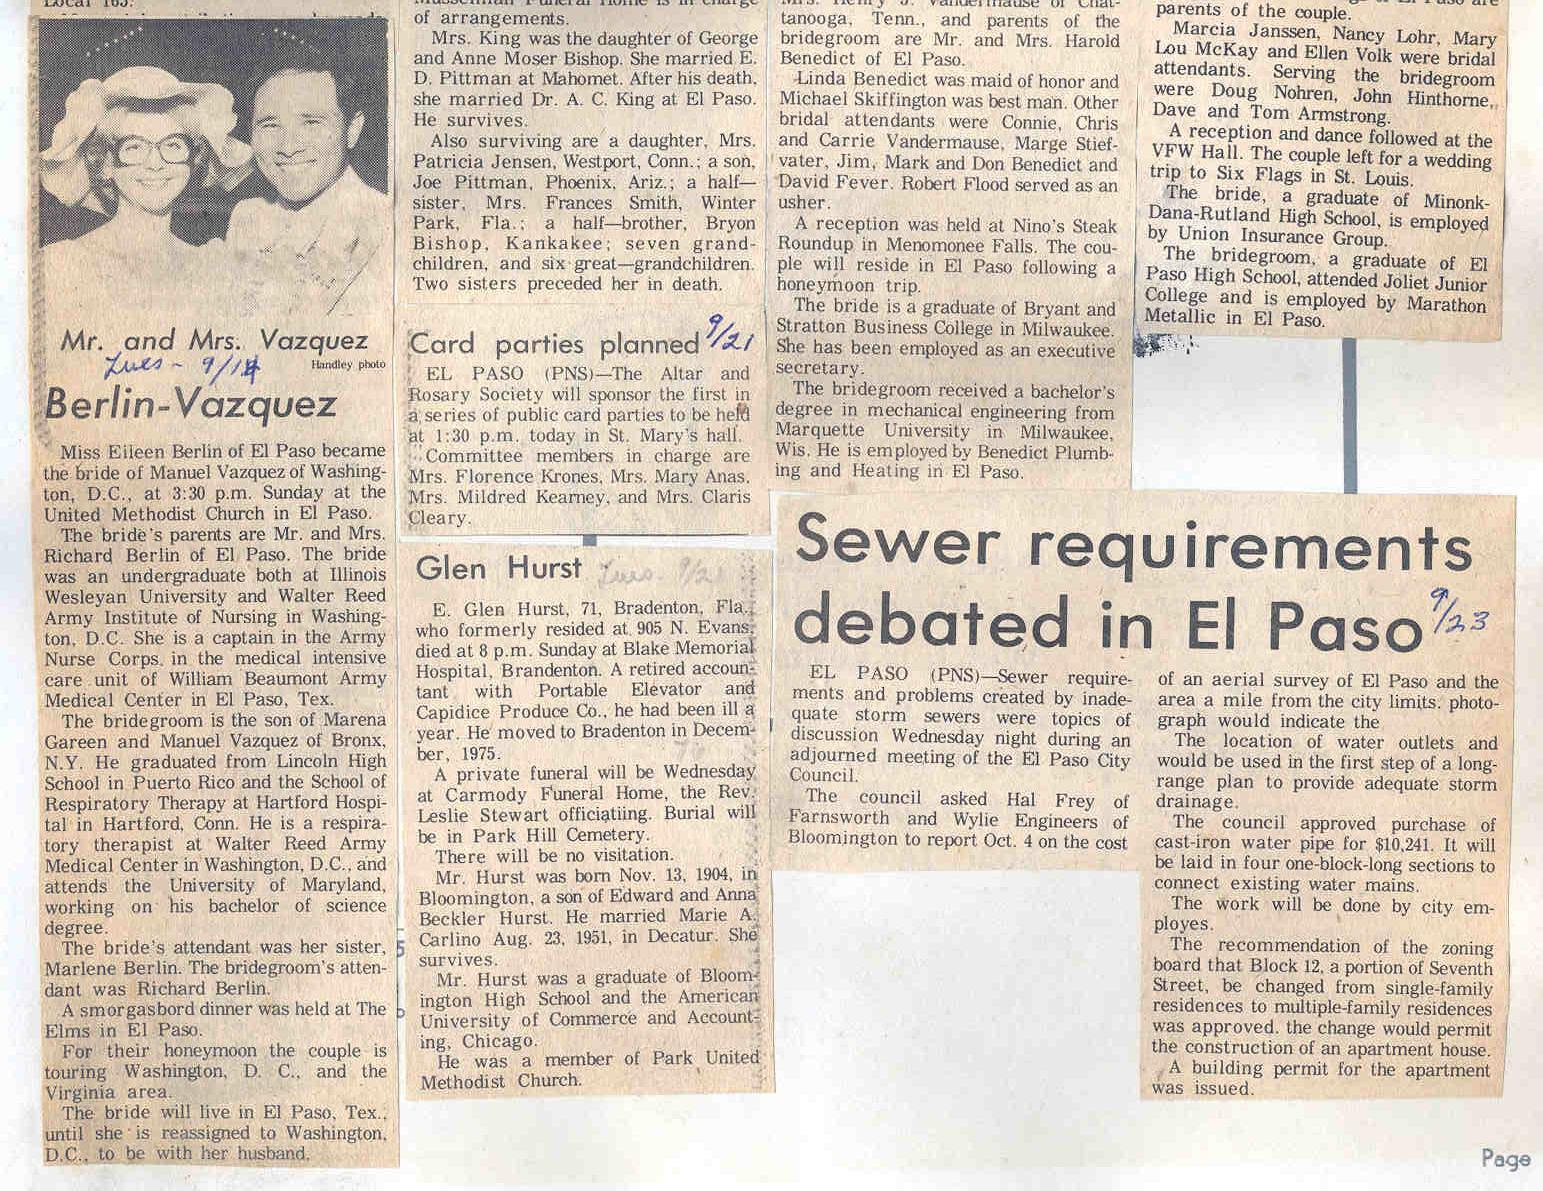 Local 165.
Mr. and Mrs. Vazquez
Tues - 9/14
Handley photo
Berlin-Vazquez
Miss Eileen Berlin of El Paso became
the bride of Manuel Vazquez of Washing-
ton, D.C., at 3:30 p.m. Sunday at the
United Methodist Church in El Paso.
The bride's parents are Mr. and Mrs.
Richard Berlin of El Paso. The bride
was an undergraduate both at Illinois
Wesleyan University and Walter Reed
Army Institute of Nursing in Washing-
ton, D.C. She is a captain in the Army
Nurse Corps. in the medical intensive
care unit of William Beaumont Army
Medical Center in El Paso, Tex.
The bridegroom is the son of Marena
Gareen and Manuel Vazquez of Bronx,
N.Y. He graduated from Lincoln High
School in Puerto Rico and the School of
Respiratory Therapy at Hartford Hospi-
tal in Hartford, Conn. He is a respira-
tory therapist at Walter Reed Army
Medical Center in Washington, D.C., and
attends the University of Maryland,
working on his bachelor of science
degree.
The bride's attendant was her sister,
Marlene Berlin. The bridegroom's atten-
dant was Richard Berlin.
A smorgasbord dinner was held at The
Elms in El Paso.
For their honeymoon the couple is
touring Washington, D. C., and the
Virginia area.
The bride will live in El Paso, Tex.,
until she is reassigned to Washington,
D.C., to be with her husband.
Musselman Funeral Home is in charge
of arrangements.
Mrs. King was the daughter of George
and Anne Moser Bishop. She married E.
D. Pittman at Mahomet. After his death,
she married Dr. A. C. King at El Paso.
He survives.
Also surviving are a daughter, Mrs.
Patricia Jensen, Westport, Conn.; a son,
Joe Pittman, Phoenix, Ariz.; a half—
sister, Mrs. Frances Smith, Winter
Park, Fla.; a half—brother, Bryon
Bishop, Kankakee; seven grand-
children, and six great—grandchildren.
Two sisters preceded her in death.
Card parties planned 9/21
EL PASO (PNS)—The Altar and
Rosary Society will sponsor the first in
a series of public card parties to be held
at 1:30 p.m. today in St. Mary's hall.
Committee members in charge are
Mrs. Florence Krones, Mrs. Mary Anas,
Mrs. Mildred Kearney, and Mrs. Claris
Cleary.
Glen Hurst Tues. 9/21
E. Glen Hurst, 71, Bradenton, Fla.,
who formerly resided at 905 N. Evans,
died at 8 p.m. Sunday at Blake Memorial
Hospital, Brandenton. A retired accoun-
tant with Portable Elevator and
Capidice Produce Co., he had been ill a
year. He moved to Bradenton in Decem-
ber, 1975.
A private funeral will be Wednesday
at Carmody Funeral Home, the Rev.
Leslie Stewart officiatiing. Burial will
be in Park Hill Cemetery.
There will be no visitation.
Mr. Hurst was born Nov. 13, 1904, in
Bloomington, a son of Edward and Anna
Beckler Hurst. He married Marie A.
Carlino Aug. 23, 1951, in Decatur. She
survives.
Mr. Hurst was a graduate of Bloom-
ington High School and the American
University of Commerce and Account-
ing, Chicago.
He was a member of Park United
Methodist Church.
Mrs. Henry J. Vandermause of Chat-
tanooga, Tenn., and parents of the
bridegroom are Mr. and Mrs. Harold
Benedict of El Paso.
Linda Benedict was maid of honor and
Michael Skiffington was best man. Other
bridal attendants were Connie, Chris
and Carrie Vandermause, Marge Stief-
vater, Jim, Mark and Don Benedict and
David Fever. Robert Flood served as an
usher.
A reception was held at Nino's Steak
Roundup in Menomonee Falls. The cou-
ple will reside in El Paso following a
honeymoon trip.
The bride is a graduate of Bryant and
Stratton Business College in Milwaukee.
She has been employed as an executive
secretary.
The bridegroom received a bachelor's
degree in mechanical engineering from
Marquette University in Milwaukee,
Wis. He is employed by Benedict Plumb-
ing and Heating in El Paso.
of El Paso are
parents of the couple.
Marcia Janssen, Nancy Lohr, Mary
Lou McKay and Ellen Volk were bridal
attendants. Serving the bridegroom
were Doug Nohren, John Hinthorne,
Dave and Tom Armstrong.
A reception and dance followed at the
VFW Hall. The couple left for a wedding
trip to Six Flags in St. Louis.
The bride, a graduate of Minonk-
Dana-Rutland High School, is employed
by Union Insurance Group.
The bridegroom, a graduate of El
Paso High School, attended Joliet Junior
College and is employed by Marathon
Metallic in El Paso.
Sewer requirements
debated in El Paso 9/23
EL PASO (PNS)—Sewer require-
ments and problems created by inade-
quate storm sewers were topics of
discussion Wednesday night during an
adjourned meeting of the El Paso City
Council.
The council asked Hal Frey of
Farnsworth and Wylie Engineers of
Bloomington to report Oct. 4 on the cost
of an aerial survey of El Paso and the
area a mile from the city limits. photo-
graph would indicate the
The location of water outlets and
would be used in the first step of a long-
range plan to provide adequate storm
drainage.
The council approved purchase of
cast-iron water pipe for $10,241. It will
be laid in four one-block-long sections to
connect existing water mains.
The work will be done by city em-
ployes.
The recommendation of the zoning
board that Block 12, a portion of Seventh
Street, be changed from single-family
residences to multiple-family residences
was approved. the change would permit
the construction of an apartment house.
A building permit for the apartment
was issued.
Page